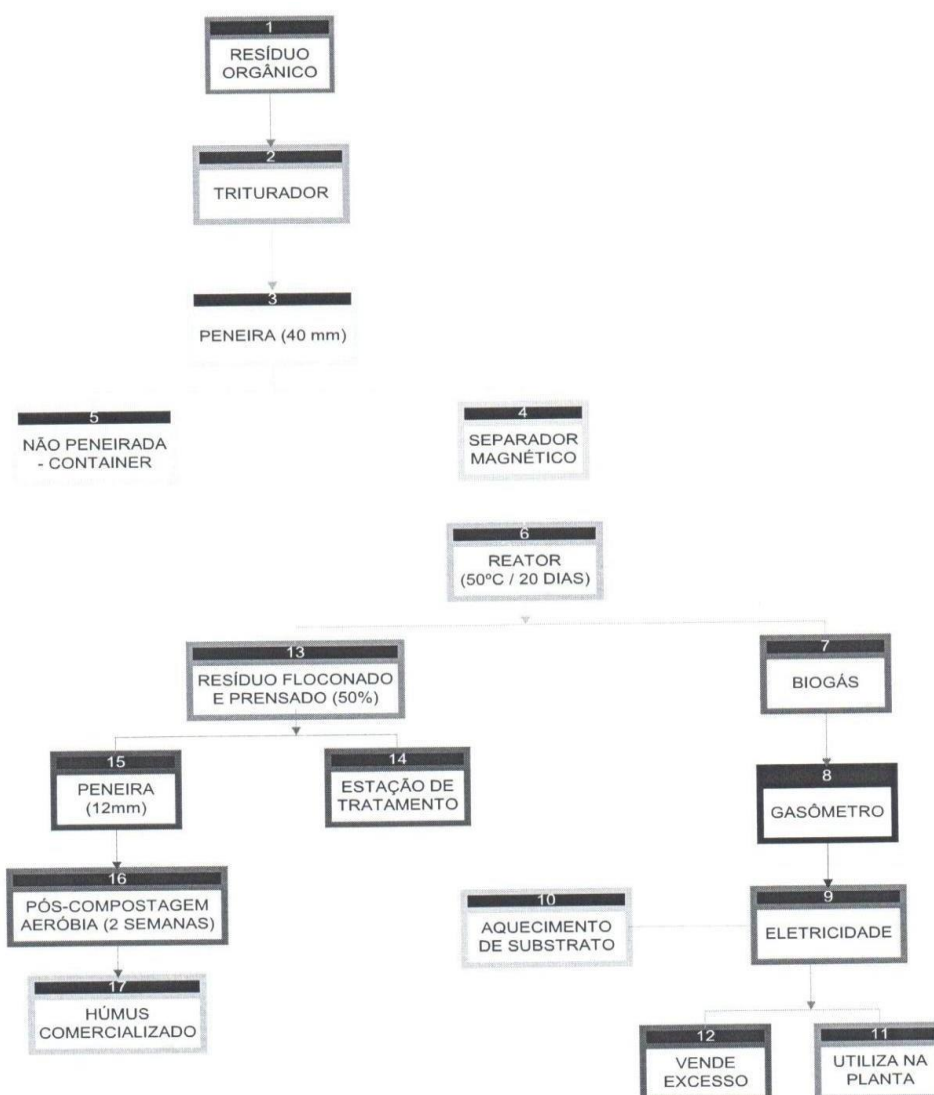 1
RESÍDUO
ORGÂNICO
2
TRITURADOR
3
PENEIRA (40 mm)
5
NÃO PENEIRADA
- CONTAINER
4
SEPARADOR
MAGNÉTICO
6
REATOR
(50ºC / 20 DIAS)
13
RESÍDUO FLOCONADO
E PRENSADO (50%)
7
BIOGÁS
15
PENEIRA
(12mm)
14
ESTAÇÃO DE
TRATAMENTO
8
GASÔMETRO
16
PÓS-COMPOSTAGEM
AERÓBIA (2 SEMANAS)
10
AQUECIMENTO
DE SUBSTRATO
9
ELETRICIDADE
17
HÚMUS
COMERCIALIZADO
12
VENDE
EXCESSO
11
UTILIZA NA
PLANTA